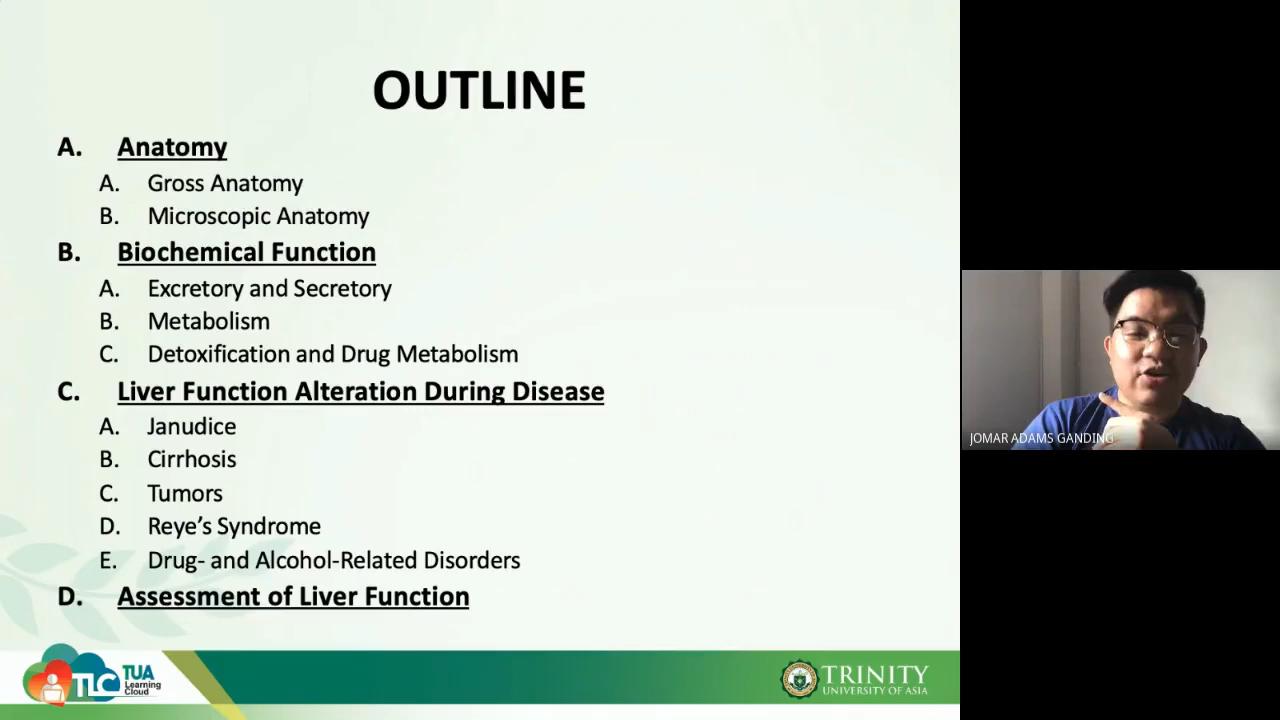 OUTLINE
A. Anatomy
A. Gross Anatomy
B. Microscopic Anatomy
B. Biochemical Function
A. Excretory and Secretory
B. Metabolism
C. Detoxification and Drug Metabolism
C. Liver Function Alteration During Disease
A. Janudice
B. Cirrhosis
C. Tumors
D. Reye's Syndrome
E. Drug- and Alcohol-Related Disorders
D. Assessment of Liver Function
JOMAR ADAMS GANDING
TLC
TUA
Learning
Cloud
TRINITY
UNIVERSITY OF ASIA